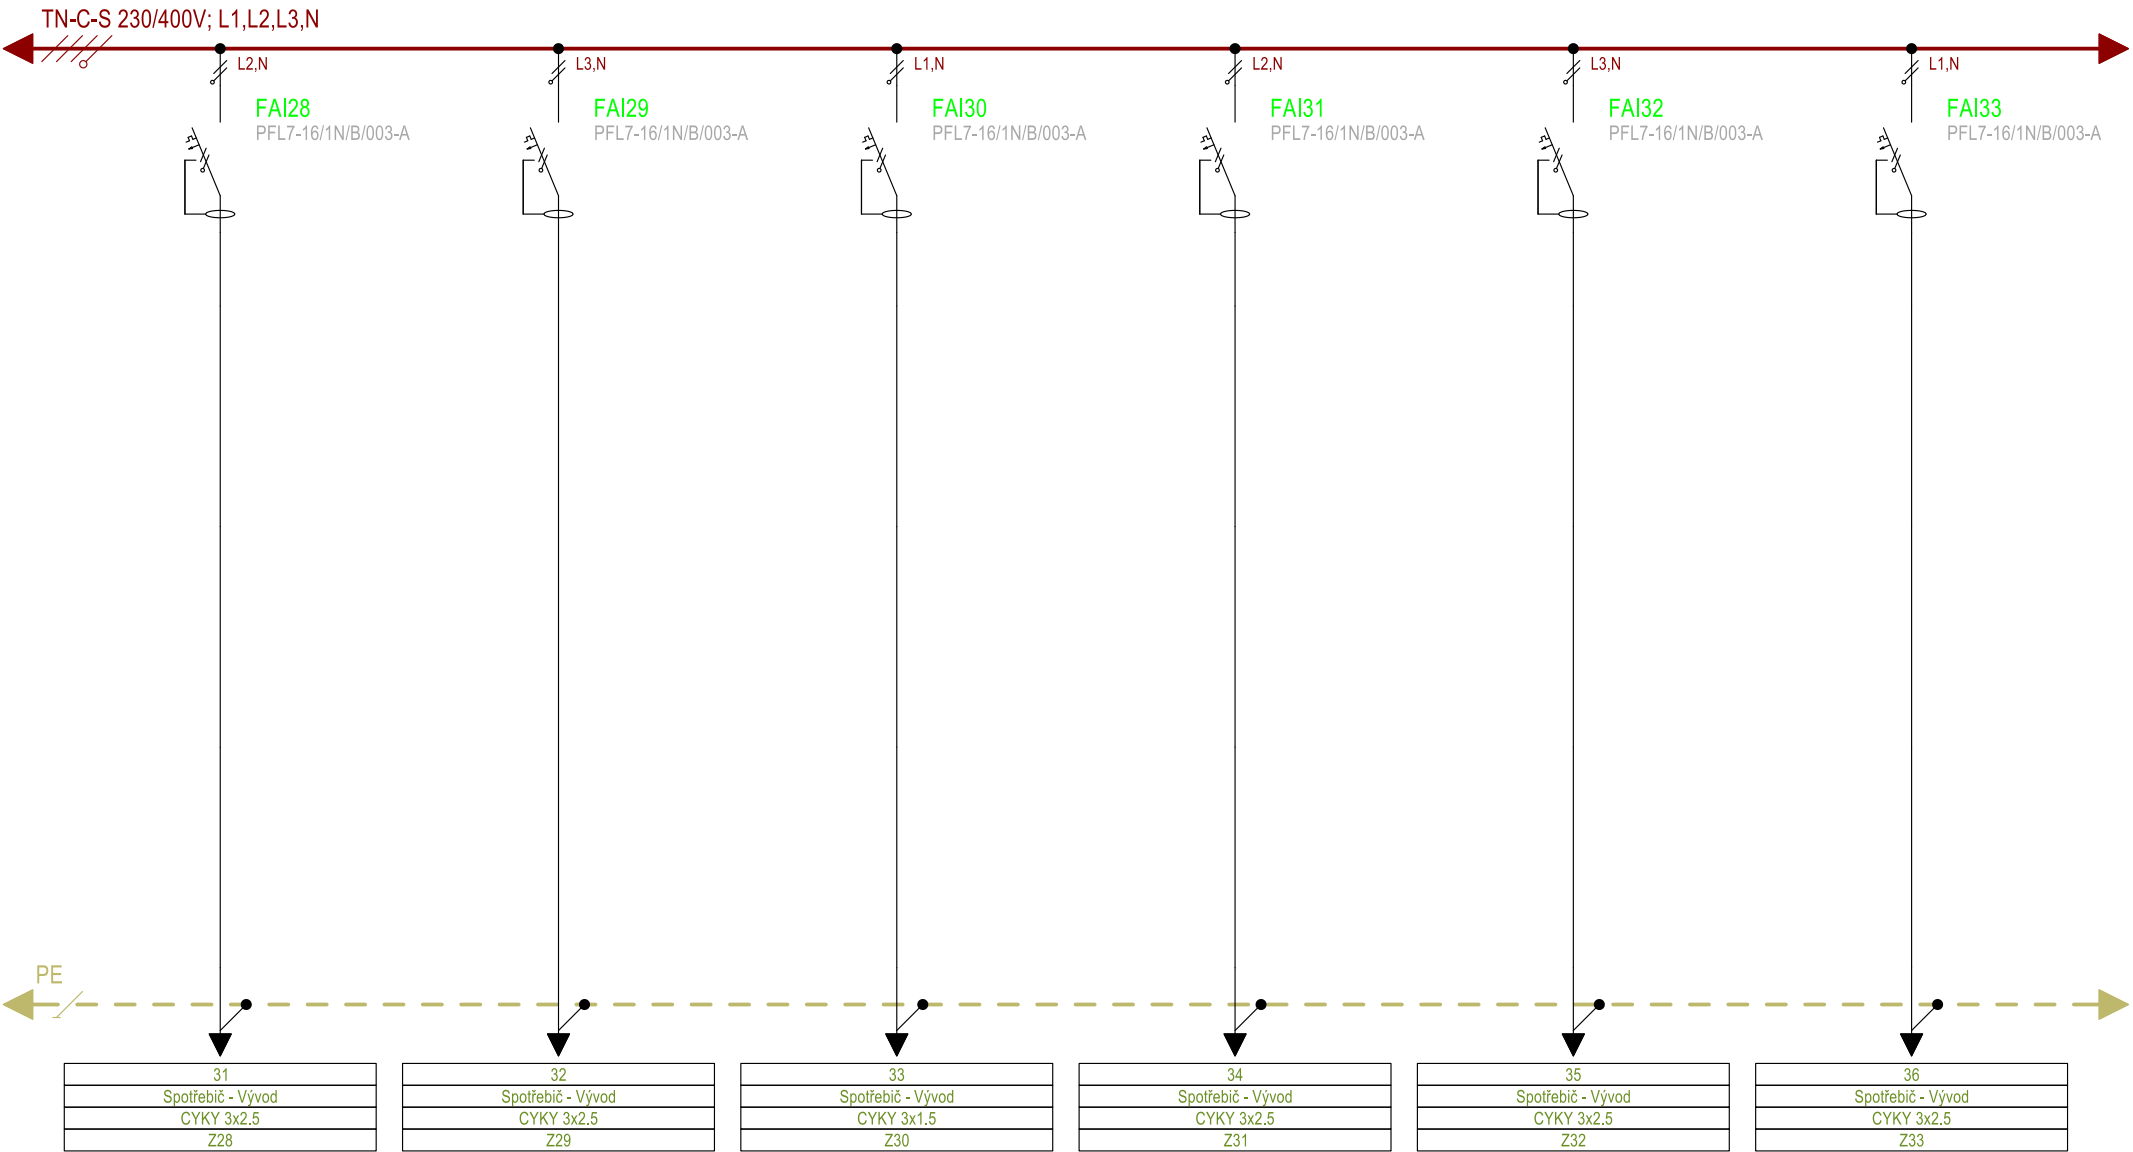 TN-C-S 230/400V; L1,L2,L3,N
L2,N
L3,N
L1,N
L2,N
L3,N
L1,N
FAI28
PFL7-16/1N/B/003-A
FAI29
PFL7-16/1N/B/003-A
FAI30
PFL7-16/1N/B/003-A
FAI31
PFL7-16/1N/B/003-A
FAI32
PFL7-16/1N/B/003-A
FAI33
PFL7-16/1N/B/003-A
PE
31
Spotřebič - Vývod
CYKY 3x2.5
Z28
32
Spotřebič - Vývod
CYKY 3x2.5
Z29
33
Spotřebič - Vývod
CYKY 3x1.5
Z30
34
Spotřebič - Vývod
CYKY 3x2.5
Z31
35
Spotřebič - Vývod
CYKY 3x2.5
Z32
36
Spotřebič - Vývod
CYKY 3x2.5
Z33